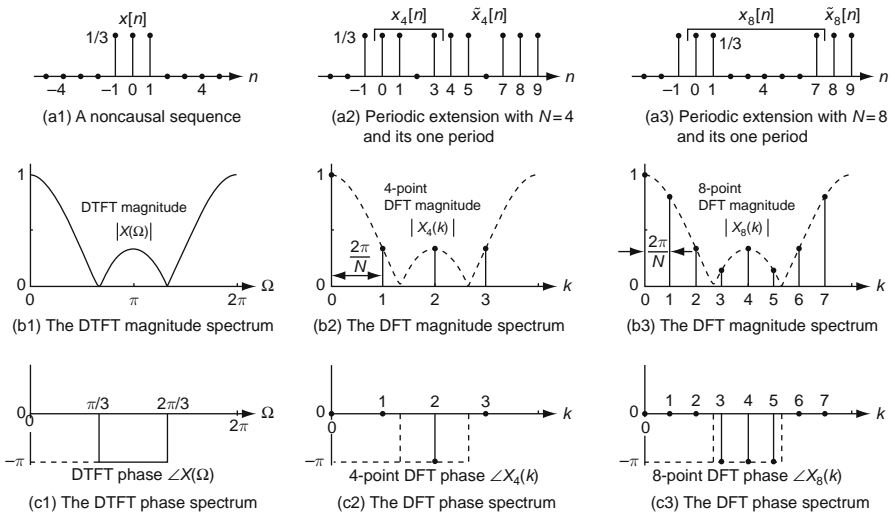 x[n]
1/3
n
−4 −1 0 1 4
(a1) A noncausal sequence
x₄[n] x̃₄[n]
1/3
n
−1 0 1 3 4 5 7 8 9
(a2) Periodic extension with N=4
and its one period
x₈[n] x̃₈[n]
1/3
n
−1 0 1 4 7 8 9
(a3) Periodic extension with N=8
and its one period
1
DTFT magnitude
|X(Ω)|
0
0 π 2π Ω
(b1) The DTFT magnitude spectrum
1
4-point
DFT magnitude
|X₄(k)|
2π
N
0
0 1 2 3 k
(b2) The DFT magnitude spectrum
1
8-point
DFT magnitude
|X₈(k)|
2π
N
0
0 1 2 3 4 5 6 7 k
(b3) The DFT magnitude spectrum
π/3 2π/3
0 Ω
0 2π
−π
DTFT phase ∠X(Ω)
(c1) The DTFT phase spectrum
1 2 3
0 k
0
−π
4-point DFT phase ∠X₄(k)
(c2) The DFT phase spectrum
1 2 3 4 5 6 7
0 k
0
−π
8-point DFT phase ∠X₈(k)
(c3) The DFT phase spectrum